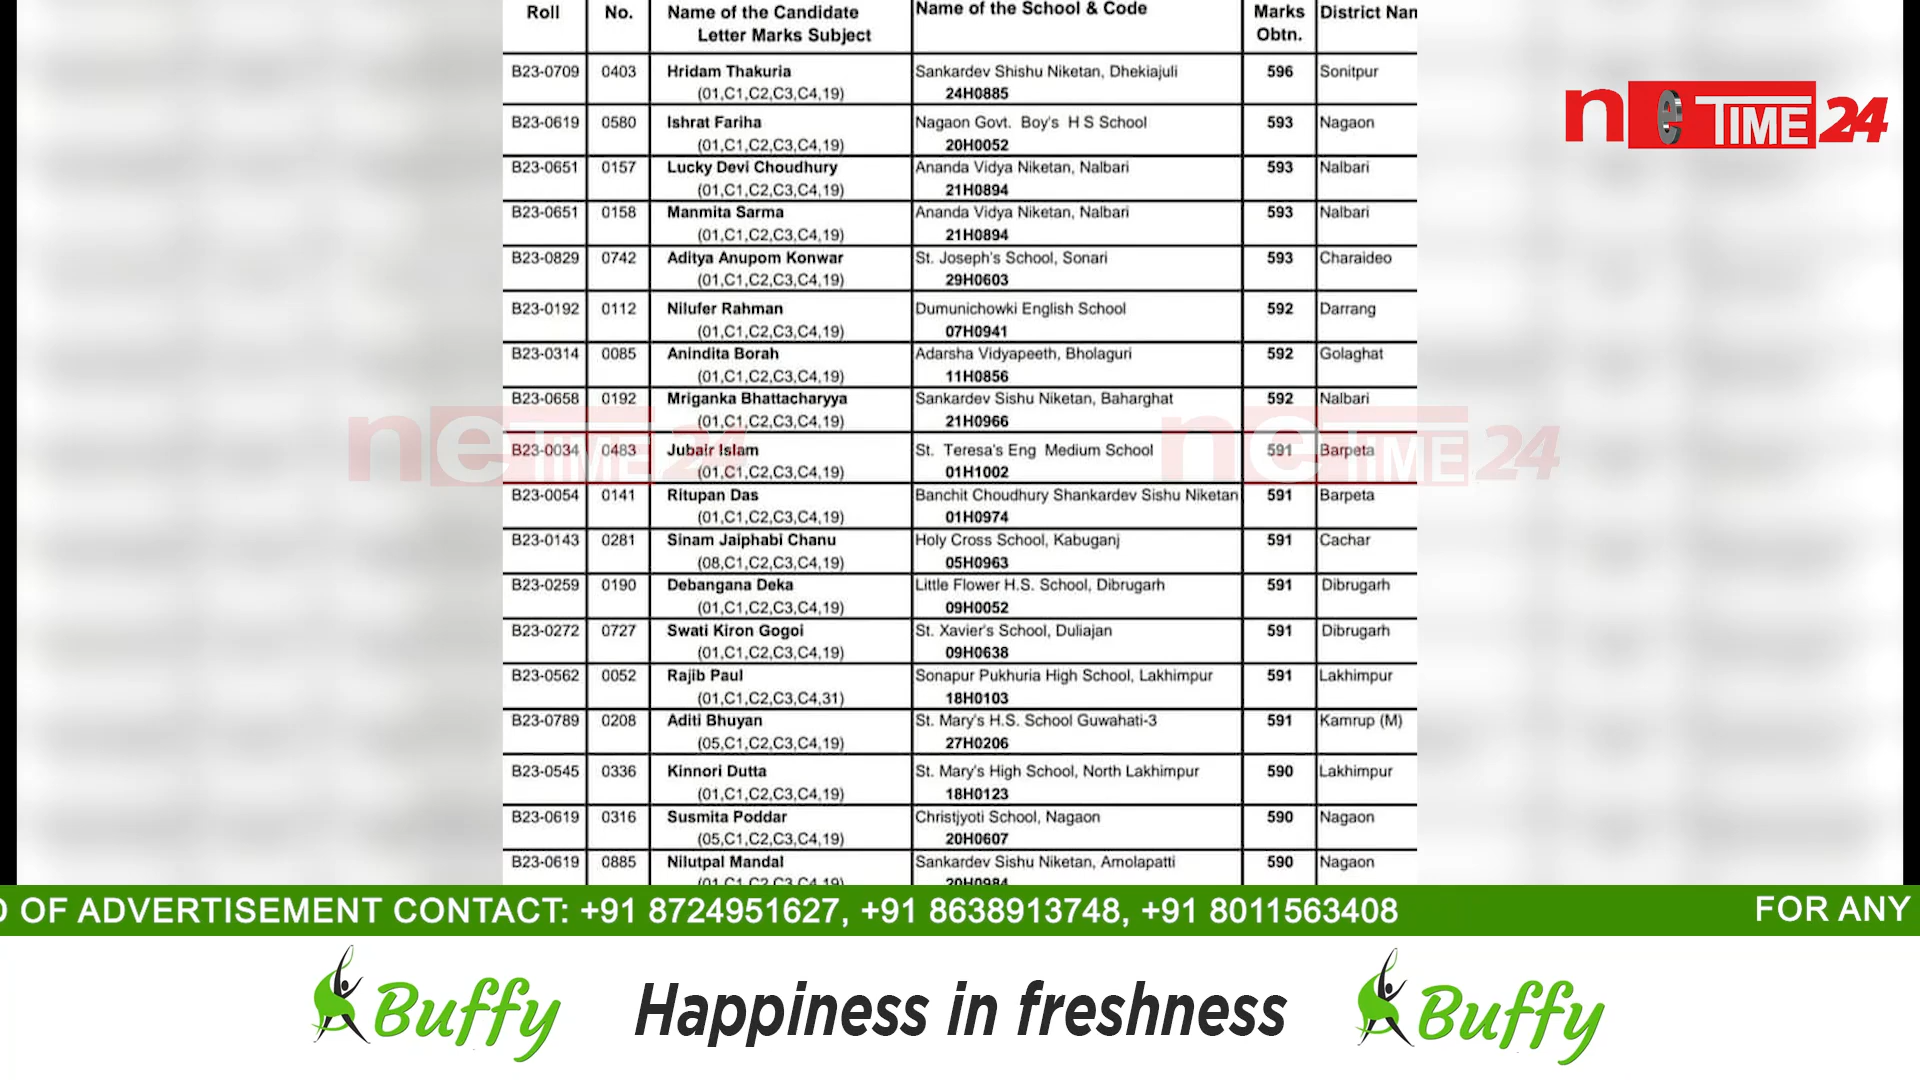 Roll No. Name of the Candidate Name of the School & Code Marks District Nam
Letter Marks Subject Obtn.
B23-0709 0403 Hridam Thakuria Sankardev Shishu Niketan, Dhekiajuli 596 Sonitpur
(01,C1,C2,C3,C4,19) 24H0885
B23-0619 0580 Ishrat Fariha Nagaon Govt. Boy's H S School 593 Nagaon
(01,C1,C2,C3,C4,19) 20H0052
B23-0651 0157 Lucky Devi Choudhury Ananda Vidya Niketan, Nalbari 593 Nalbari
(01,C1,C2,C3,C4,19) 21H0894
B23-0651 0158 Manmita Sarma Ananda Vidya Niketan, Nalbari 593 Nalbari
(01,C1,C2,C3,C4,19) 21H0894
B23-0829 0742 Aditya Anupom Konwar St. Joseph's School, Sonari 593 Charaideo
(01,C1,C2,C3,C4,19) 29H0603
B23-0192 0112 Nilufer Rahman Dumunichowki English School 592 Darrang
(01,C1,C2,C3,C4,19) 07H0941
B23-0314 0085 Anindita Borah Adarsha Vidyapeeth, Bholaguri 592 Golaghat
(01,C1,C2,C3,C4,19) 11H0856
B23-0658 0192 Mriganka Bhattacharyya Sankardev Sishu Niketan, Baharghat 592 Nalbari
(01,C1,C2,C3,C4,19) 21H0966
B23-0034 0483 Jubair Islam St. Teresa's Eng Medium School 591 Barpeta
(01,C1,C2,C3,C4,19) 01H1002
B23-0054 0141 Ritupan Das Banchit Choudhury Shankardev Sishu Niketan 591 Barpeta
(01,C1,C2,C3,C4,19) 01H0974
B23-0143 0281 Sinam Jaiphabi Chanu Holy Cross School, Kabuganj 591 Cachar
(08,C1,C2,C3,C4,19) 05H0963
B23-0259 0190 Debangana Deka Little Flower H.S. School, Dibrugarh 591 Dibrugarh
(01,C1,C2,C3,C4,19) 09H0052
B23-0272 0727 Swati Kiron Gogoi St. Xavier's School, Duliajan 591 Dibrugarh
(01,C1,C2,C3,C4,19) 09H0638
B23-0562 0052 Rajib Paul Sonapur Pukhuria High School, Lakhimpur 591 Lakhimpur
(01,C1,C2,C3,C4,31) 18H0103
B23-0789 0208 Aditi Bhuyan St. Mary's H.S. School Guwahati-3 591 Kamrup (M)
(05,C1,C2,C3,C4,19) 27H0206
B23-0545 0336 Kinnori Dutta St. Mary's High School, North Lakhimpur 590 Lakhimpur
(01,C1,C2,C3,C4,19) 18H0123
B23-0619 0316 Susmita Poddar Christjyoti School, Nagaon 590 Nagaon
(05,C1,C2,C3,C4,19) 20H0607
B23-0619 0885 Nilutpal Mandal Sankardev Sishu Niketan, Amolapatti 590 Nagaon
(01,C1,C2,C3,C4,19) 20H0984
ne TIME 24
ne TIME 24 ne TIME 24
D OF ADVERTISEMENT CONTACT: +91 8724951627, +91 8638913748, +91 8011563408 FOR ANY
Buffy Happiness in freshness Buffy